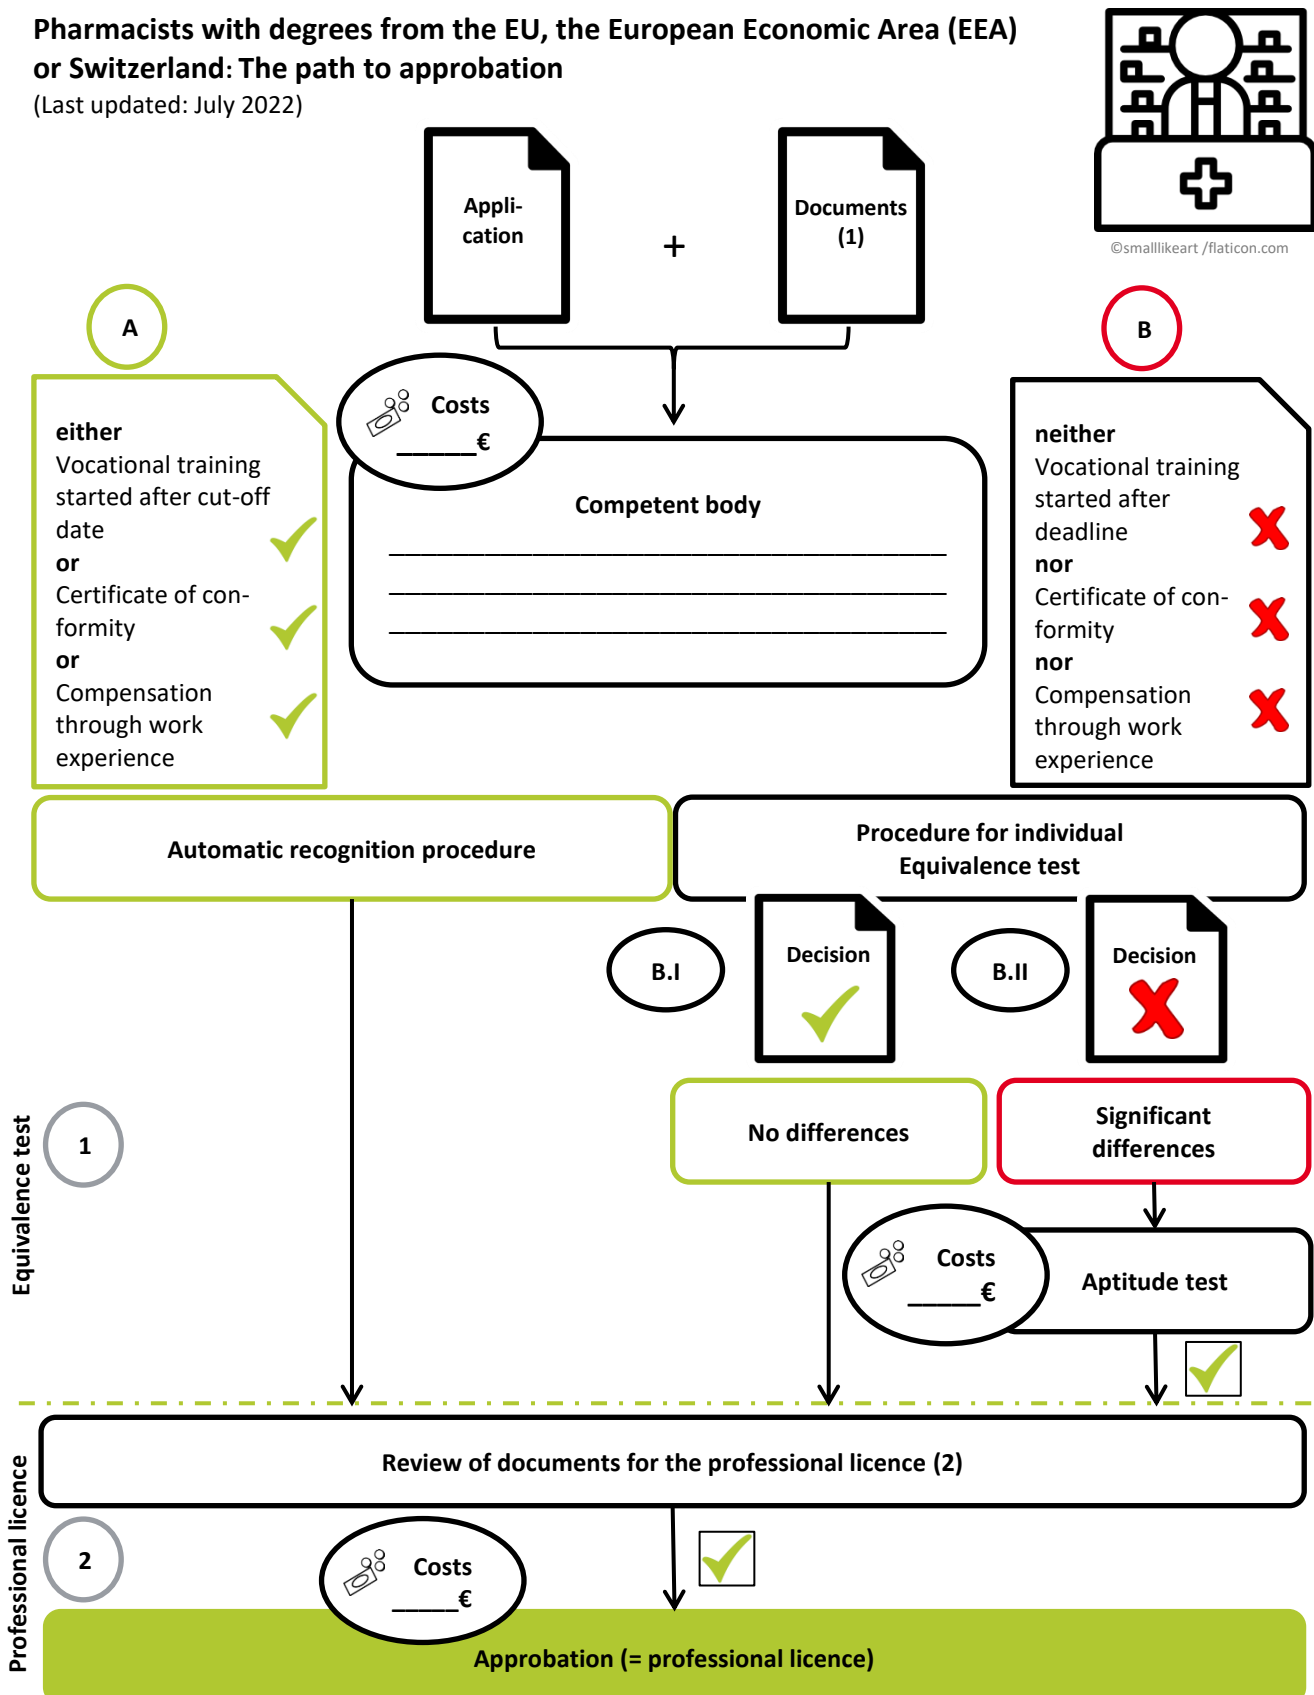 Pharmacists with degrees from the EU, the European Economic Area (EEA)
or Switzerland: The path to approbation
(Last updated: July 2022)
Appli-
cation
+
Documents
(1)
©smalllikeart /flaticon.com
A
B
either
Vocational training
started after cut-off
date
or
Certificate of con-
formity
or
Compensation
through work
experience
Costs
______€
Competent body
__________________________________________
__________________________________________
__________________________________________
neither
Vocational training
started after
deadline
nor
Certificate of con-
formity
nor
Compensation
through work
experience
Automatic recognition procedure
Procedure for individual
Equivalence test
B.I
Decision
B.II
Decision
Equivalence test
1
No differences
Significant
differences
Costs
_____€
Aptitude test
Review of documents for the professional licence (2)
Professional licence
2
Costs
_____€
Approbation (= professional licence)